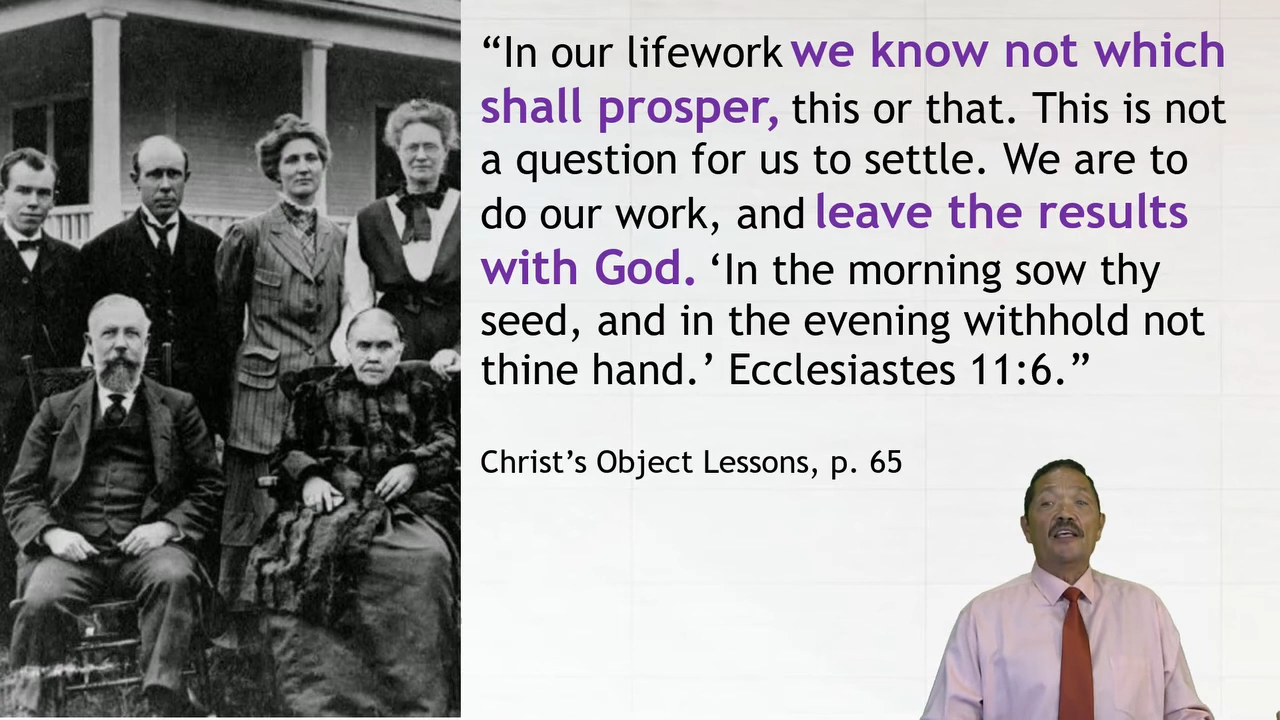 “In our lifework we know not which
shall prosper, this or that. This is not
a question for us to settle. We are to
do our work, and leave the results
with God. ‘In the morning sow thy
seed, and in the evening withhold not
thine hand.’ Ecclesiastes 11:6.”
Christ’s Object Lessons, p. 65